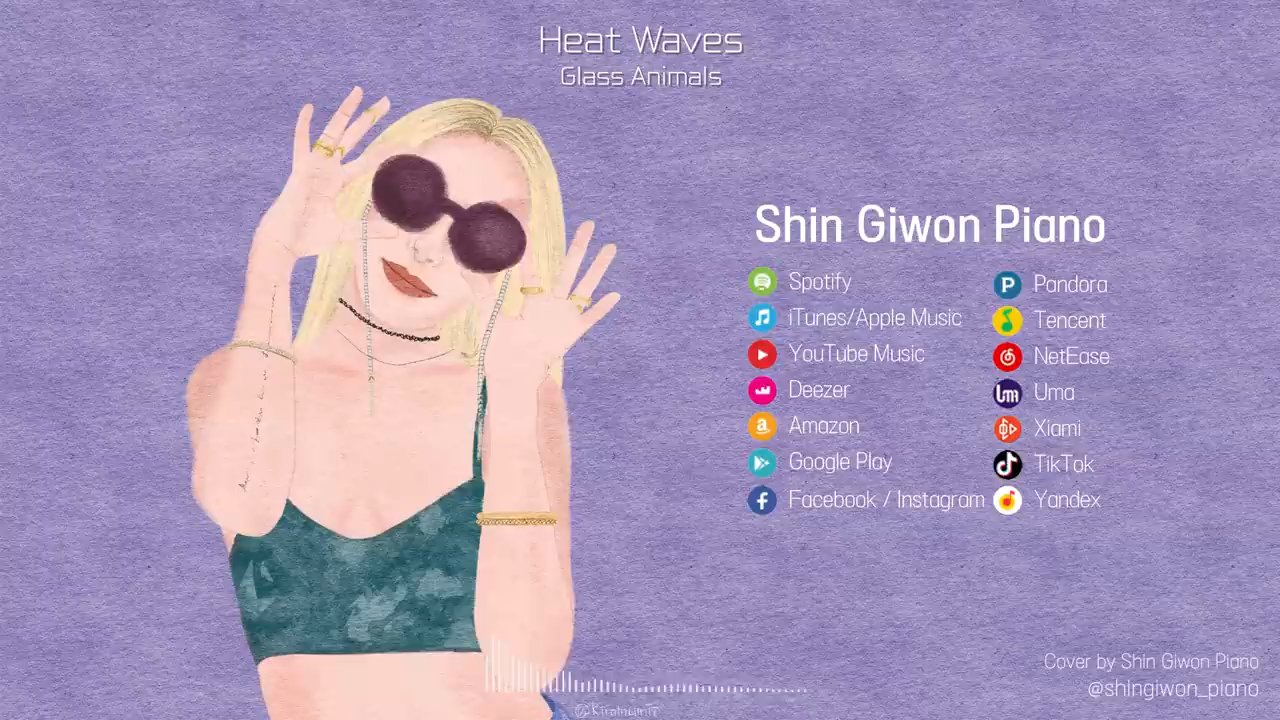 Heat Waves
Glass Animals
Shin Giwon Piano
Spotify
iTunes/Apple Music
YouTube Music
Deezer
Amazon
Google Play
Facebook / Instagram
Pandora
Tencent
NetEase
Uma
Xiami
TikTok
Yandex
Cover by Shin Giwon Piano
@shingiwon_piano